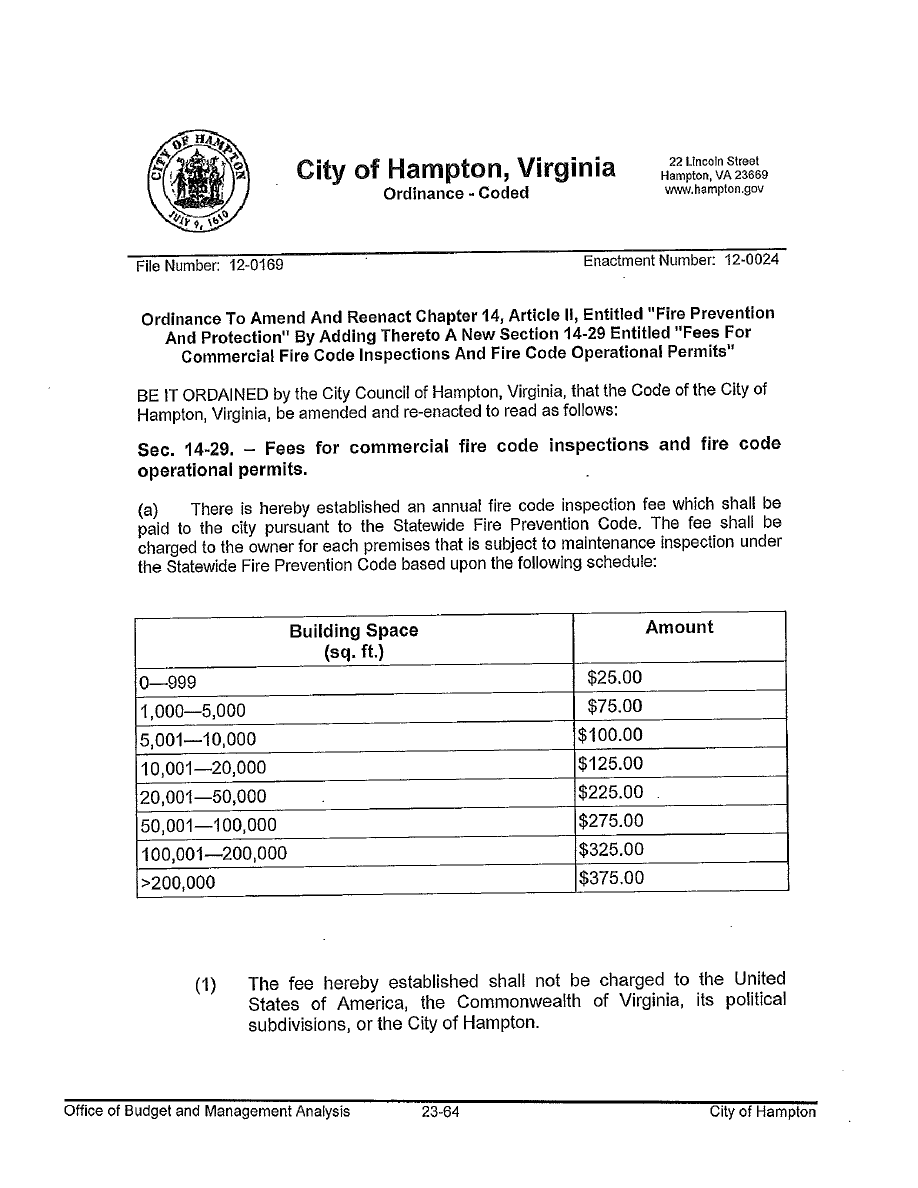 CITY OF HAMPTON
JULY 9, 1610
City of Hampton, Virginia
Ordinance - Coded
22 Lincoln Street
Hampton, VA 23669
www.hampton.gov
File Number: 12-0169
Enactment Number: 12-0024
Ordinance To Amend And Reenact Chapter 14, Article II, Entitled "Fire Prevention
And Protection" By Adding Thereto A New Section 14-29 Entitled "Fees For
Commercial Fire Code Inspections And Fire Code Operational Permits"
BE IT ORDAINED by the City Council of Hampton, Virginia, that the Code of the City of
Hampton, Virginia, be amended and re-enacted to read as follows:
Sec. 14-29. – Fees for commercial fire code inspections and fire code
operational permits.
(a) There is hereby established an annual fire code inspection fee which shall be
paid to the city pursuant to the Statewide Fire Prevention Code. The fee shall be
charged to the owner for each premises that is subject to maintenance inspection under
the Statewide Fire Prevention Code based upon the following schedule:
Building Space
(sq. ft.)
Amount
0—999 $25.00
1,000—5,000 $75.00
5,001—10,000 $100.00
10,001—20,000 $125.00
20,001—50,000 $225.00
50,001—100,000 $275.00
100,001—200,000 $325.00
>200,000 $375.00
(1) The fee hereby established shall not be charged to the United
States of America, the Commonwealth of Virginia, its political
subdivisions, or the City of Hampton.
Office of Budget and Management Analysis 23-64 City of Hampton